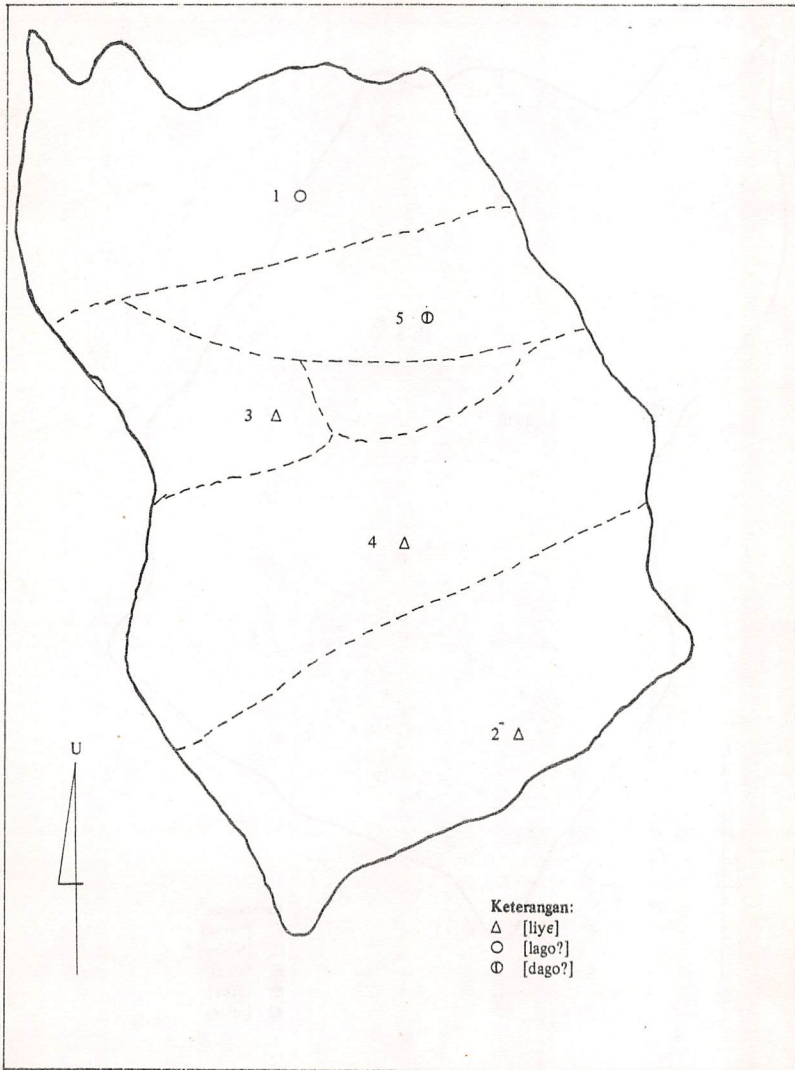 1 ○
5 ⦶
3 Δ
4 Δ
2 Δ
U
Keterangan:
Δ [liyɛ]
○ [lago?]
⦶ [dago?]